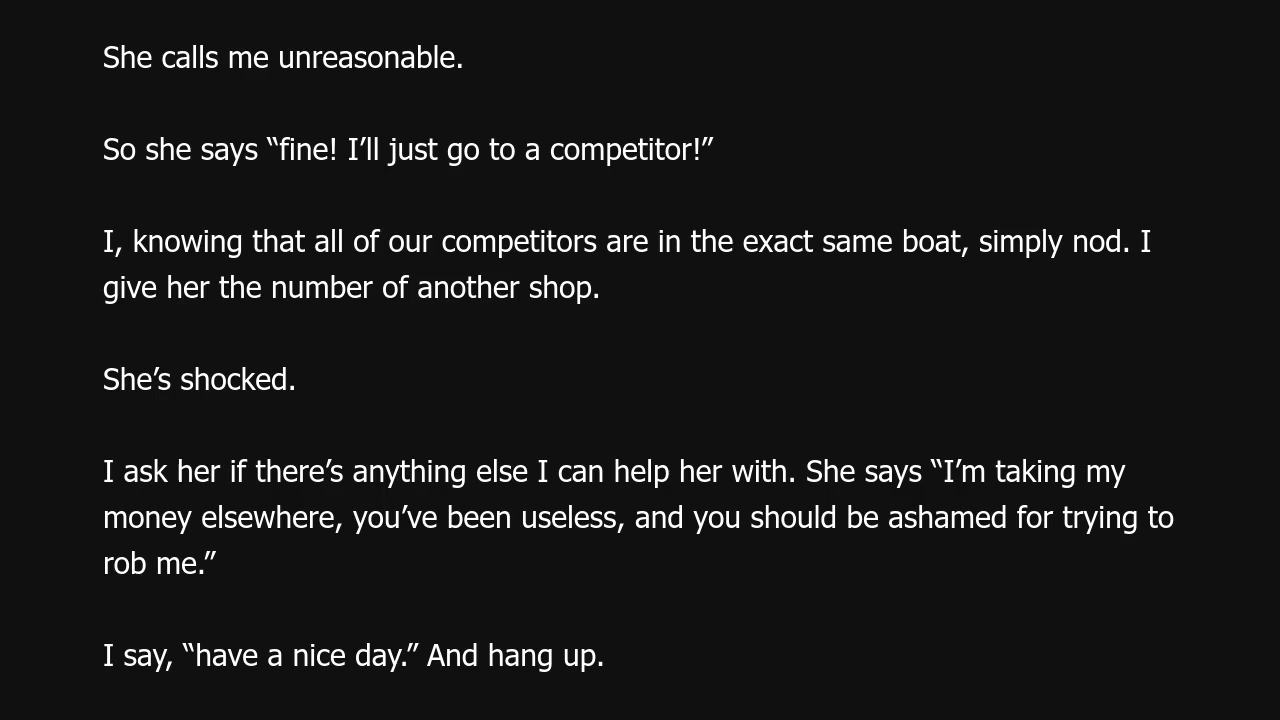 She calls me unreasonable.
So she says “fine! I’ll just go to a competitor!”
I, knowing that all of our competitors are in the exact same boat, simply nod. I
give her the number of another shop.
She’s shocked.
I ask her if there’s anything else I can help her with. She says “I’m taking my
money elsewhere, you’ve been useless, and you should be ashamed for trying to
rob me.”
I say, “have a nice day.” And hang up.